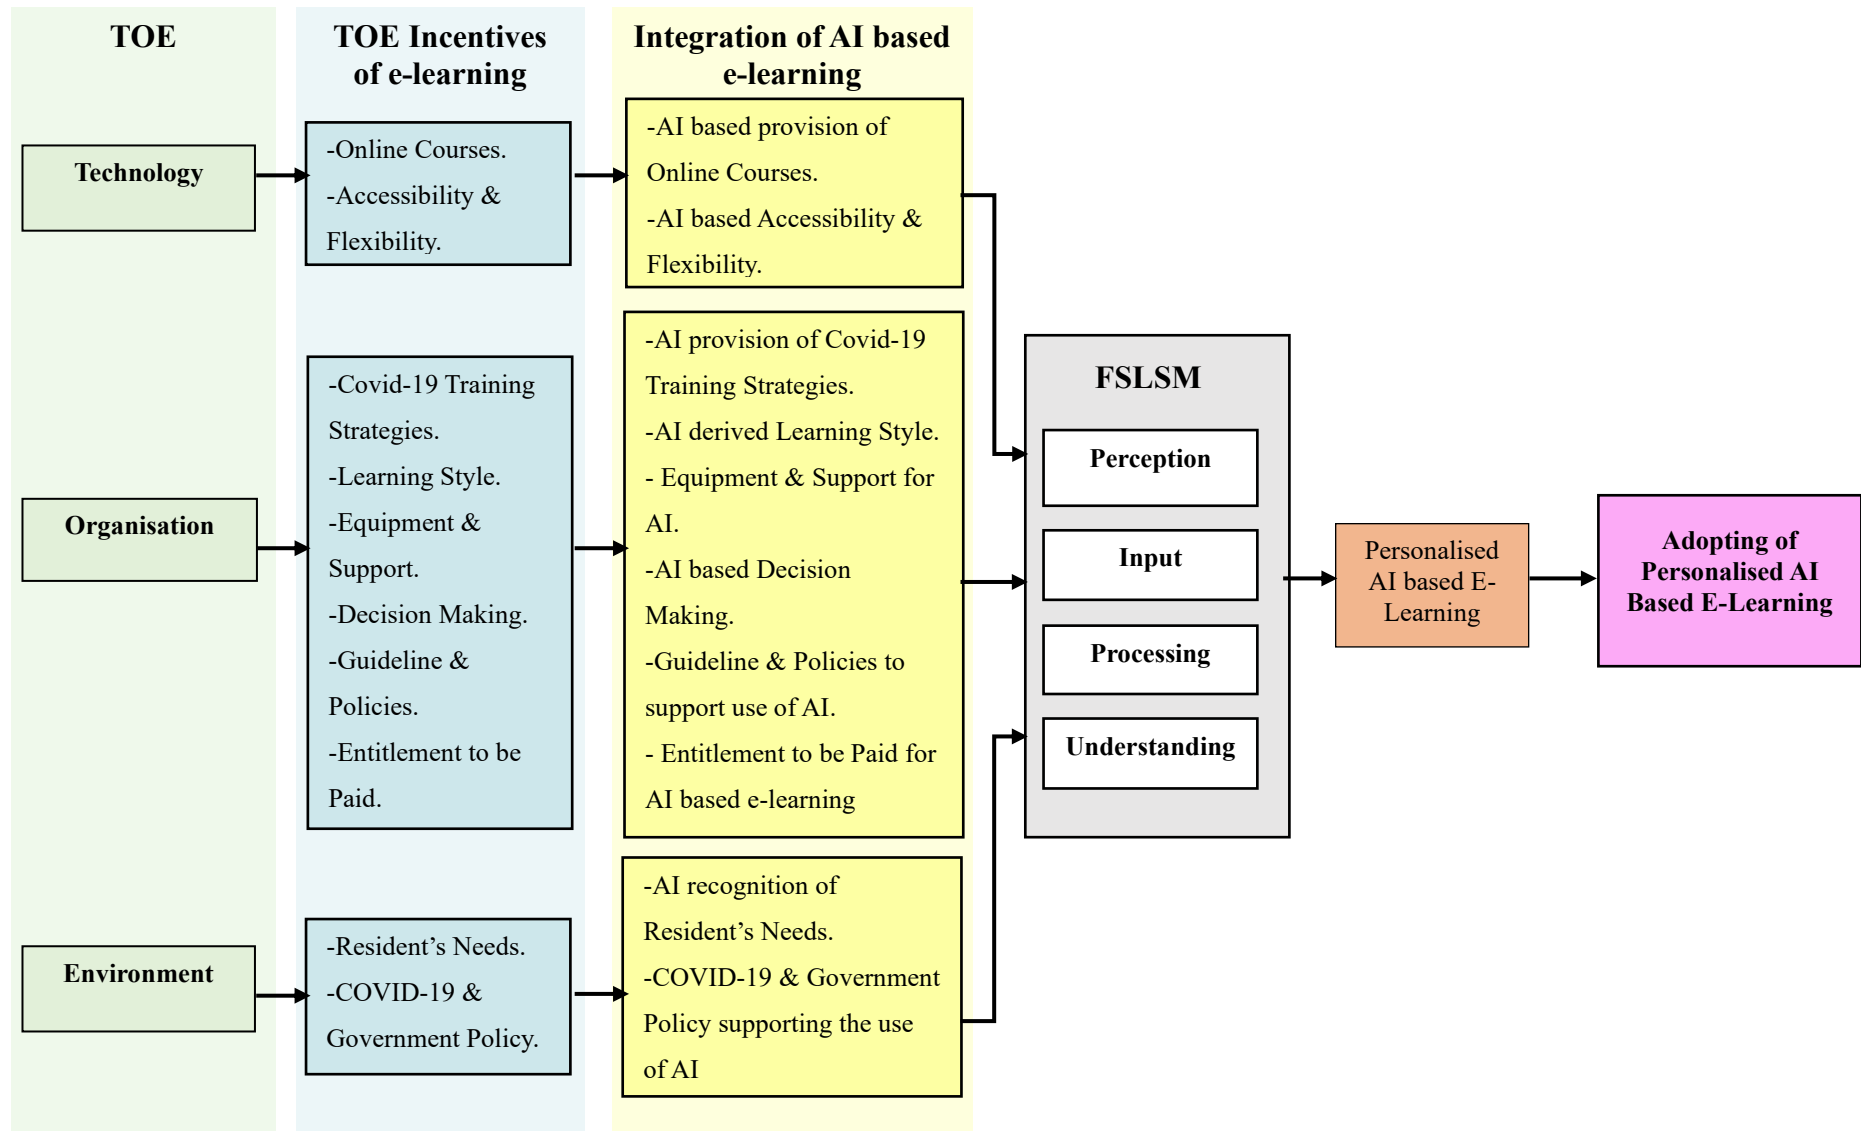 TOE
TOE Incentives
of e-learning
Integration of AI based
e-learning
Technology
-Online Courses.
-Accessibility &
Flexibility.
-AI based provision of
Online Courses.
-AI based Accessibility &
Flexibility.
Organisation
-Covid-19 Training
Strategies.
-Learning Style.
-Equipment &
Support.
-Decision Making.
-Guideline &
Policies.
-Entitlement to be
Paid.
-AI provision of Covid-19
Training Strategies.
-AI derived Learning Style.
- Equipment & Support for
AI.
-AI based Decision
Making.
-Guideline & Policies to
support use of AI.
- Entitlement to be Paid for
AI based e-learning
Environment
-Resident’s Needs.
-COVID-19 &
Government Policy.
-AI recognition of
Resident’s Needs.
-COVID-19 & Government
Policy supporting the use
of AI
FSLSM
Perception
Input
Processing
Understanding
Personalised
AI based E-
Learning
Adopting of
Personalised AI
Based E-Learning